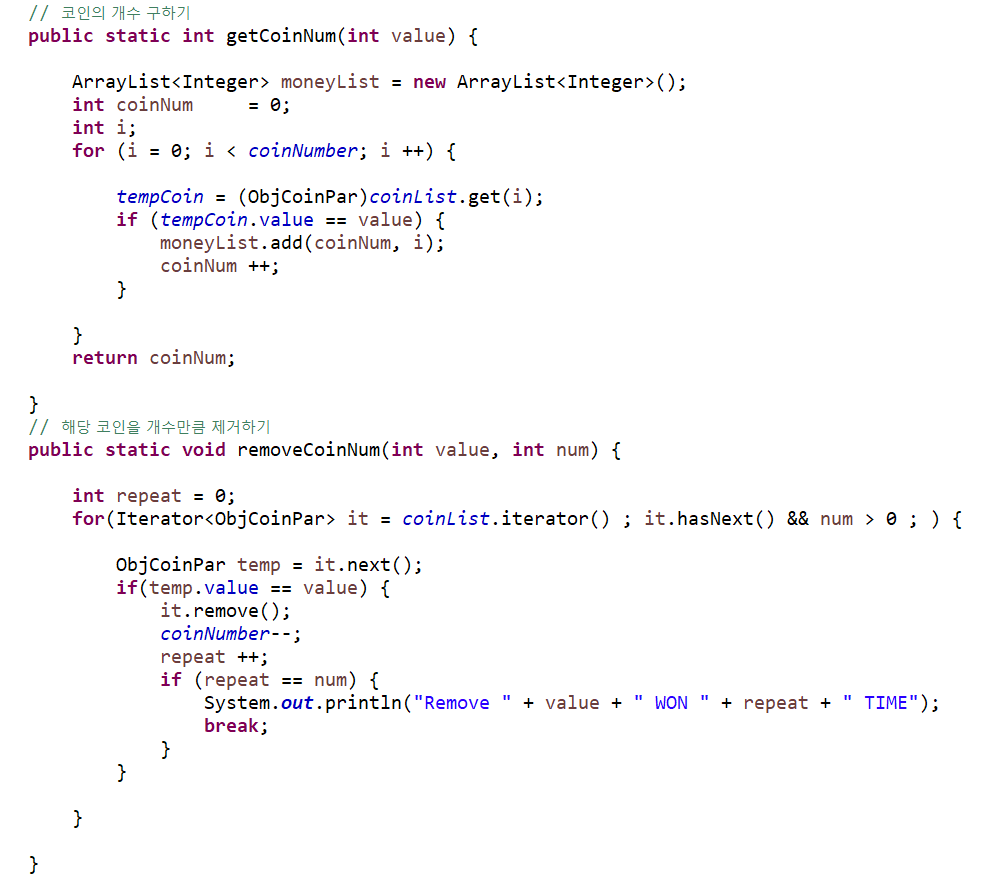 // 코인의 개수 구하기
public static int getCoinNum(int value) {
ArrayList<Integer> moneyList = new ArrayList<Integer>();
int coinNum     = 0;
int i;
for (i = 0; i < coinNumber; i ++) {
tempCoin = (ObjCoinPar)coinList.get(i);
if (tempCoin.value == value) {
moneyList.add(coinNum, i);
coinNum ++;
}
}
return coinNum;
}
// 해당 코인을 개수만큼 제거하기
public static void removeCoinNum(int value, int num) {
int repeat = 0;
for(Iterator<ObjCoinPar> it = coinList.iterator() ; it.hasNext() && num > 0 ; ) {
ObjCoinPar temp = it.next();
if(temp.value == value) {
it.remove();
coinNumber--;
repeat ++;
if (repeat == num) {
System.out.println("Remove " + value + " WON " + repeat + " TIME");
break;
}
}
}
}